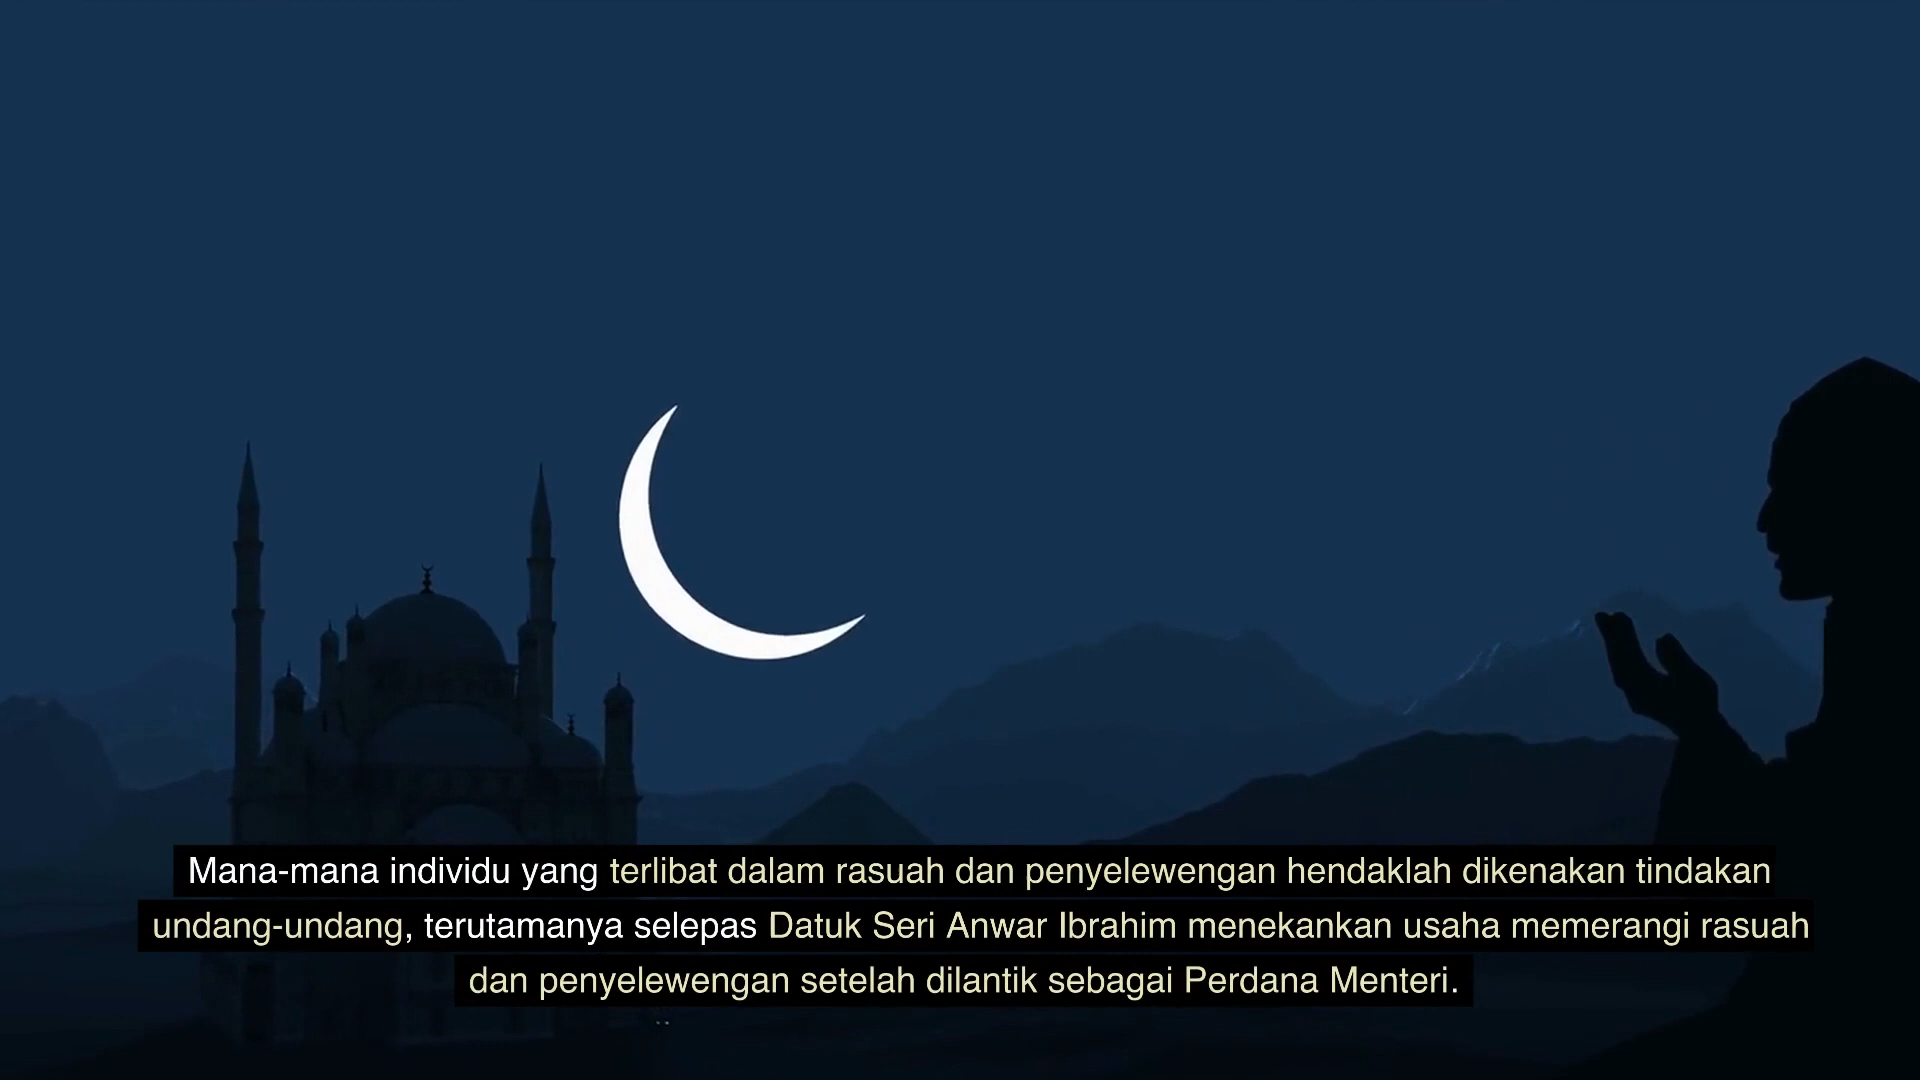 Mana-mana individu yang terlibat dalam rasuah dan penyelewengan hendaklah dikenakan tindakan
undang-undang, terutamanya selepas Datuk Seri Anwar Ibrahim menekankan usaha memerangi rasuah
dan penyelewengan setelah dilantik sebagai Perdana Menteri.